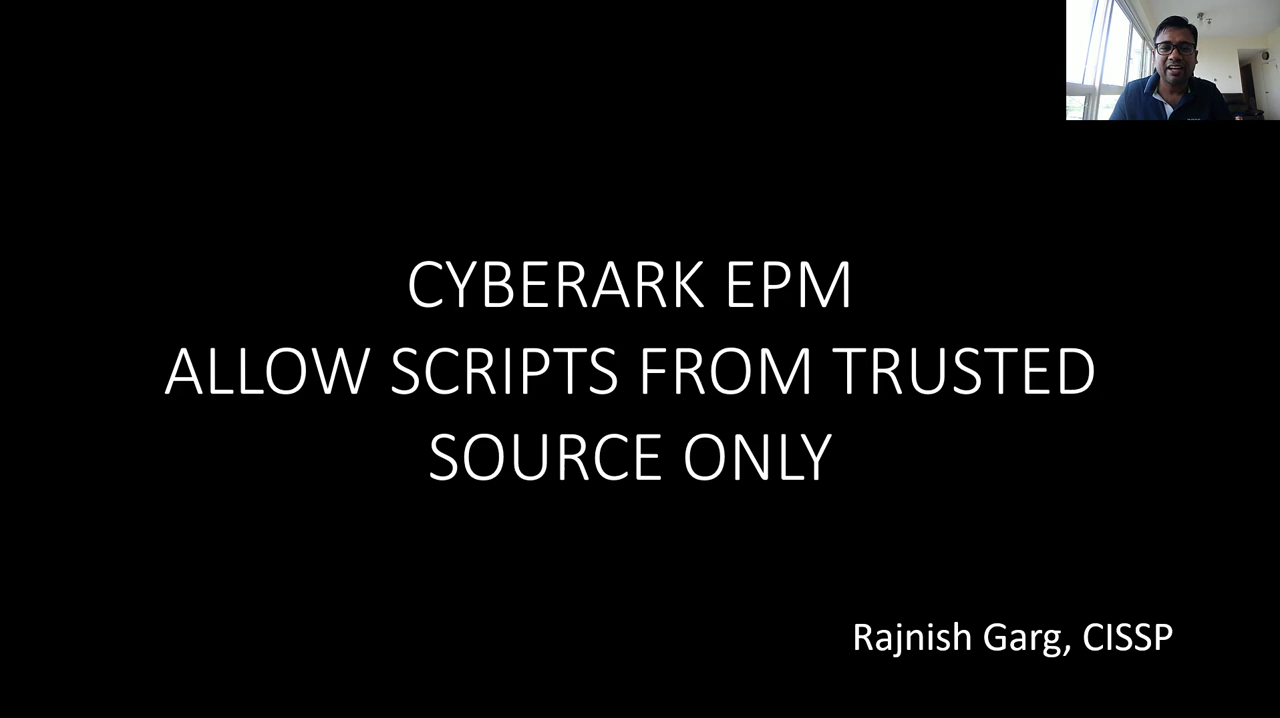 CYBERARK EPM
ALLOW SCRIPTS FROM TRUSTED
SOURCE ONLY
Rajnish Garg, CISSP